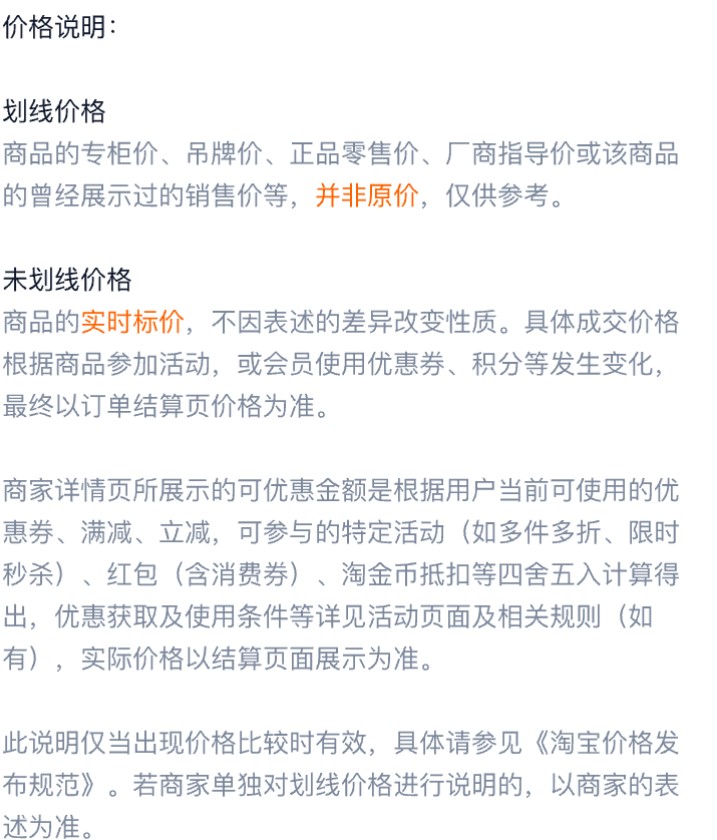 价格说明：
划线价格
商品的专柜价、吊牌价、正品零售价、厂商指导价或该商品
的曾经展示过的销售价等，并非原价，仅供参考。
未划线价格
商品的实时标价，不因表述的差异改变性质。具体成交价格
根据商品参加活动，或会员使用优惠券、积分等发生变化，
最终以订单结算页价格为准。
商家详情页所展示的可优惠金额是根据用户当前可使用的优
惠券、满减、立减，可参与的特定活动（如多件多折、限时
秒杀）、红包（含消费券）、淘金币抵扣等四舍五入计算得
出，优惠获取及使用条件等详见活动页面及相关规则（如
有），实际价格以结算页面展示为准。
此说明仅当出现价格比较时有效，具体请参见《淘宝价格发
布规范》。若商家单独对划线价格进行说明的，以商家的表
述为准。